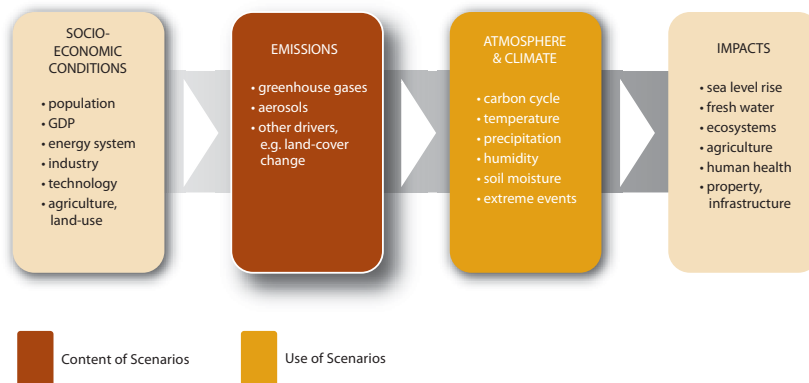 SOCIO-
ECONOMIC
CONDITIONS
• population
• GDP
• energy system
• industry
• technology
• agriculture,
land-use
EMISSIONS
• greenhouse gases
• aerosols
• other drivers,
e.g. land-cover
change
ATMOSPHERE
& CLIMATE
• carbon cycle
• temperature
• precipitation
• humidity
• soil moisture
• extreme events
IMPACTS
• sea level rise
• fresh water
• ecosystems
• agriculture
• human health
• property,
infrastructure
Content of Scenarios
Use of Scenarios